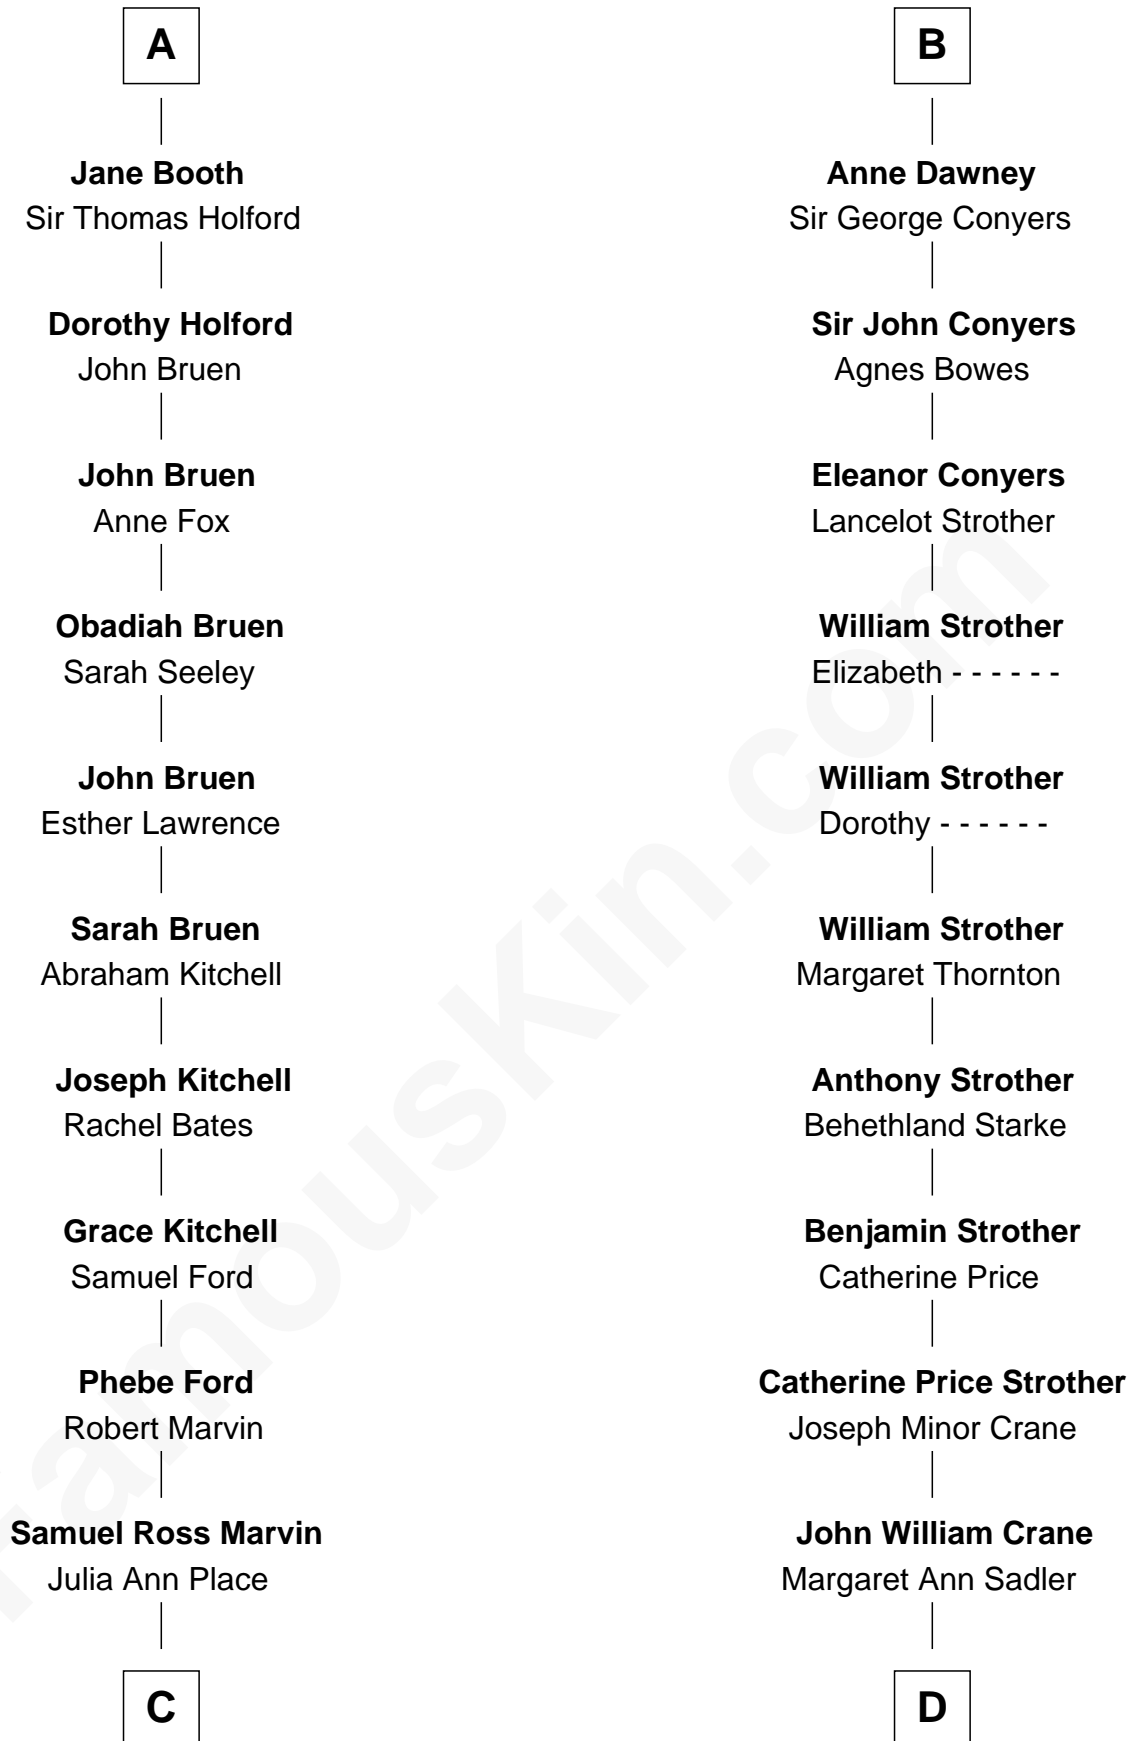 A
Jane Booth
Sir Thomas Holford
Dorothy Holford
John Bruen
John Bruen
Anne Fox
Obadiah Bruen
Sarah Seeley
John Bruen
Esther Lawrence
Sarah Bruen
Abraham Kitchell
Joseph Kitchell
Rachel Bates
Grace Kitchell
Samuel Ford
Phebe Ford
Robert Marvin
Samuel Ross Marvin
Julia Ann Place
C
B
Anne Dawney
Sir George Conyers
Sir John Conyers
Agnes Bowes
Eleanor Conyers
Lancelot Strother
William Strother
Elizabeth - - - - - -
William Strother
Dorothy - - - - - -
William Strother
Margaret Thornton
Anthony Strother
Behethland Starke
Benjamin Strother
Catherine Price
Catherine Price Strother
Joseph Minor Crane
John William Crane
Margaret Ann Sadler
D
FamousKin.com